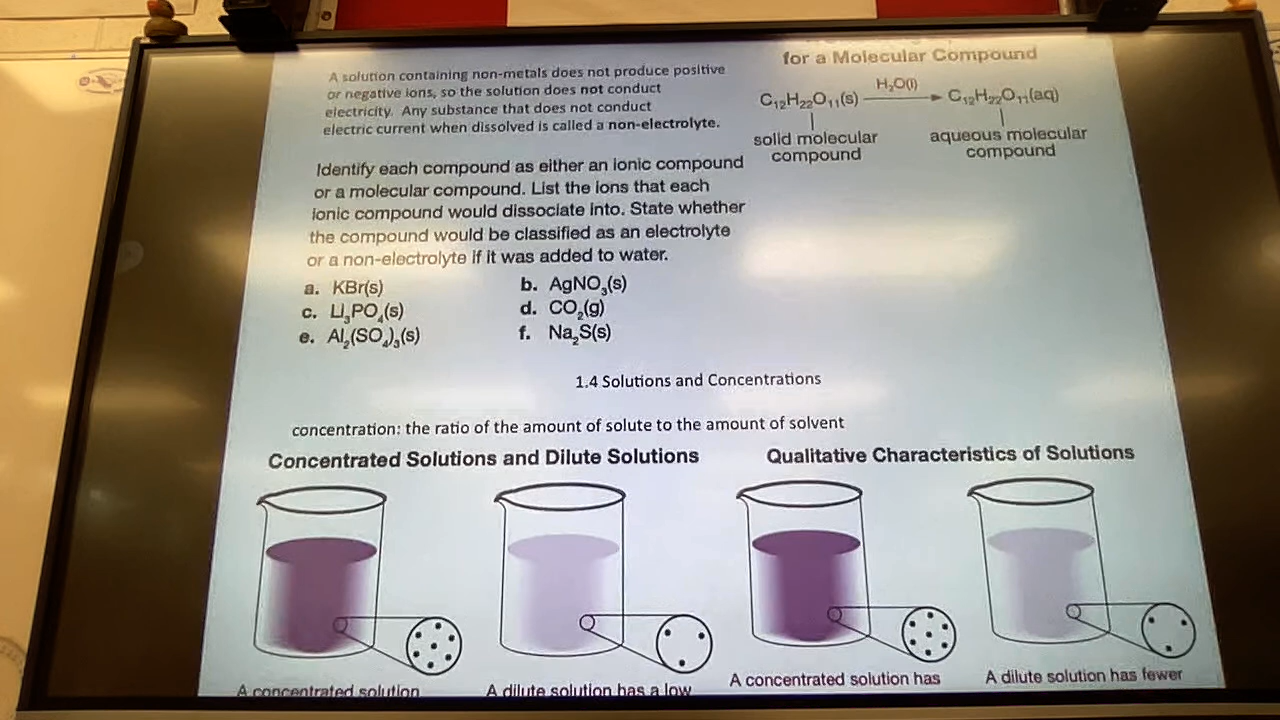 A solution containing non-metals does not produce positive
or negative ions, so the solution does not conduct
electricity. Any substance that does not conduct
electric current when dissolved is called a non-electrolyte.
for a Molecular Compound
H₂O(l)
C₁₂H₂₂O₁₁(s) → C₁₂H₂₂O₁₁(aq)
solid molecular
compound
aqueous molecular
compound
Identify each compound as either an ionic compound
or a molecular compound. List the ions that each
ionic compound would dissociate into. State whether
the compound would be classified as an electrolyte
or a non-electrolyte if it was added to water.
a. KBr(s)
b. AgNO₃(s)
c. Li₃PO₄(s)
d. CO₂(g)
e. Al₂(SO₄)₃(s)
f. Na₂S(s)
1.4 Solutions and Concentrations
concentration: the ratio of the amount of solute to the amount of solvent
Concentrated Solutions and Dilute Solutions
Qualitative Characteristics of Solutions
A concentrated solution
A dilute solution has a low
A concentrated solution has
A dilute solution has fewer